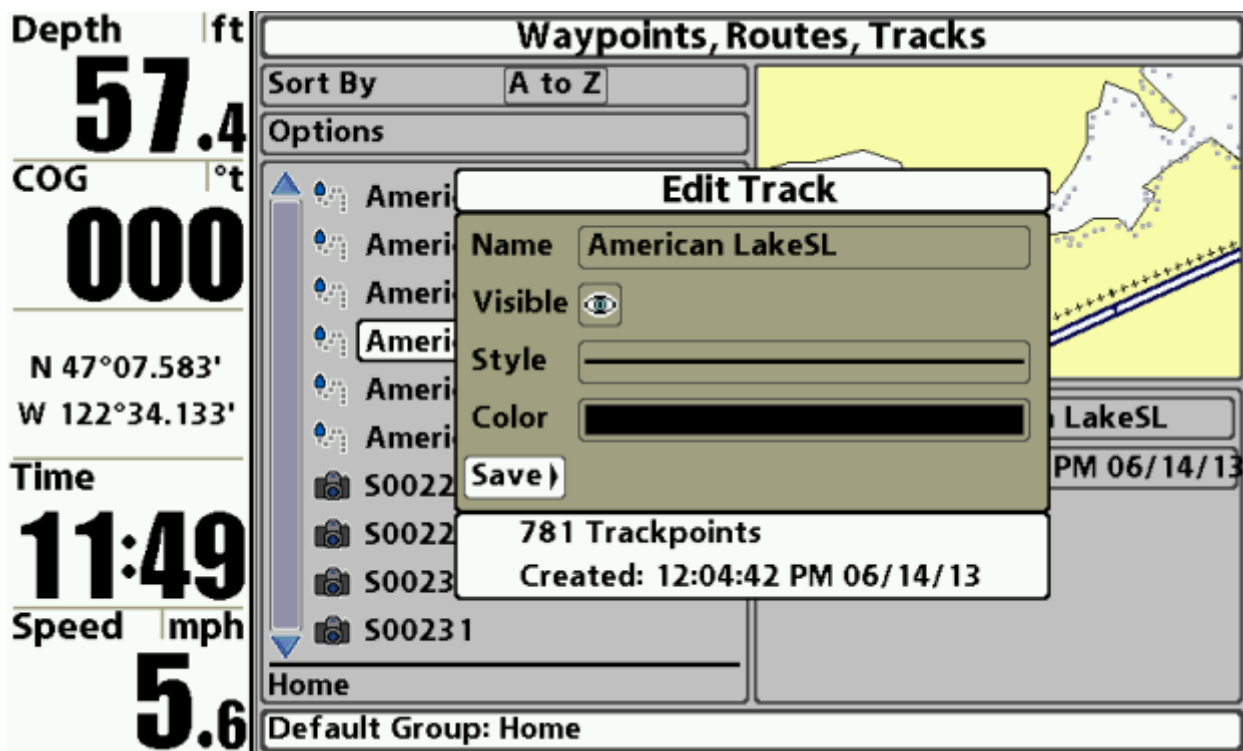 Depth ft
57.4
COG °t
000
N 47°07.583'
W 122°34.133'
Time
11:49
Speed mph
5.6
Waypoints, Routes, Tracks
Sort By A to Z
Options
Ameri
Ameri
Ameri
Ameri
Ameri
Ameri
S0022
S0022
S0023
S00231
Home
Default Group: Home
Edit Track
Name American LakeSL
Visible
Style
Color
Save
781 Trackpoints
Created: 12:04:42 PM 06/14/13
LakeSL
PM 06/14/13